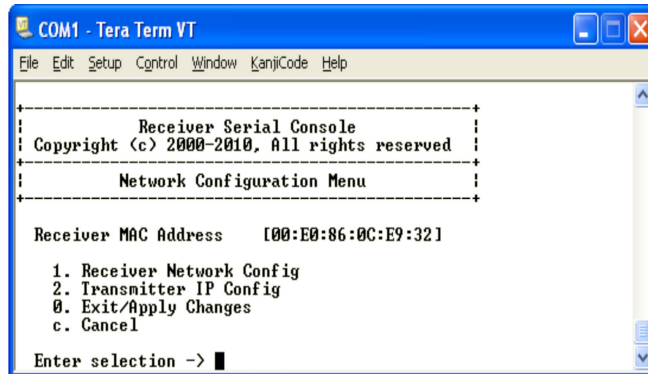 COM1 - Tera Term VT
File Edit Setup Control Window KanjiCode Help
Receiver Serial Console
Copyright (c) 2000-2010, All rights reserved
Network Configuration Menu
Receiver MAC Address [00:E0:86:0C:E9:32]
1. Receiver Network Config
2. Transmitter IP Config
0. Exit/Apply Changes
c. Cancel
Enter selection ->